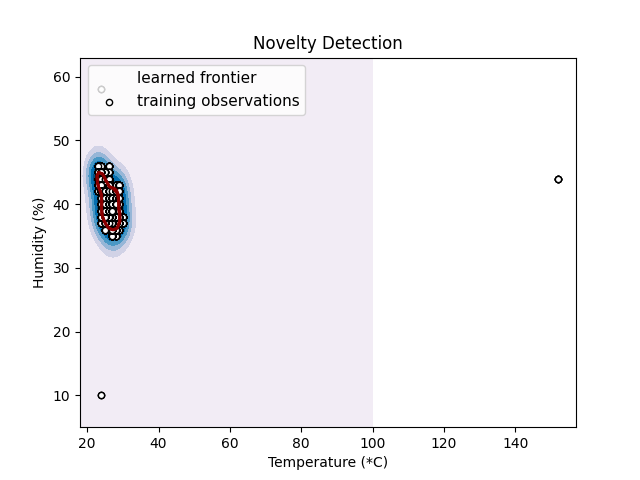 Novelty Detection
learned frontier
training observations
60
50
40
30
20
10
Humidity (%)
20 40 60 80 100 120 140
Temperature (*C)